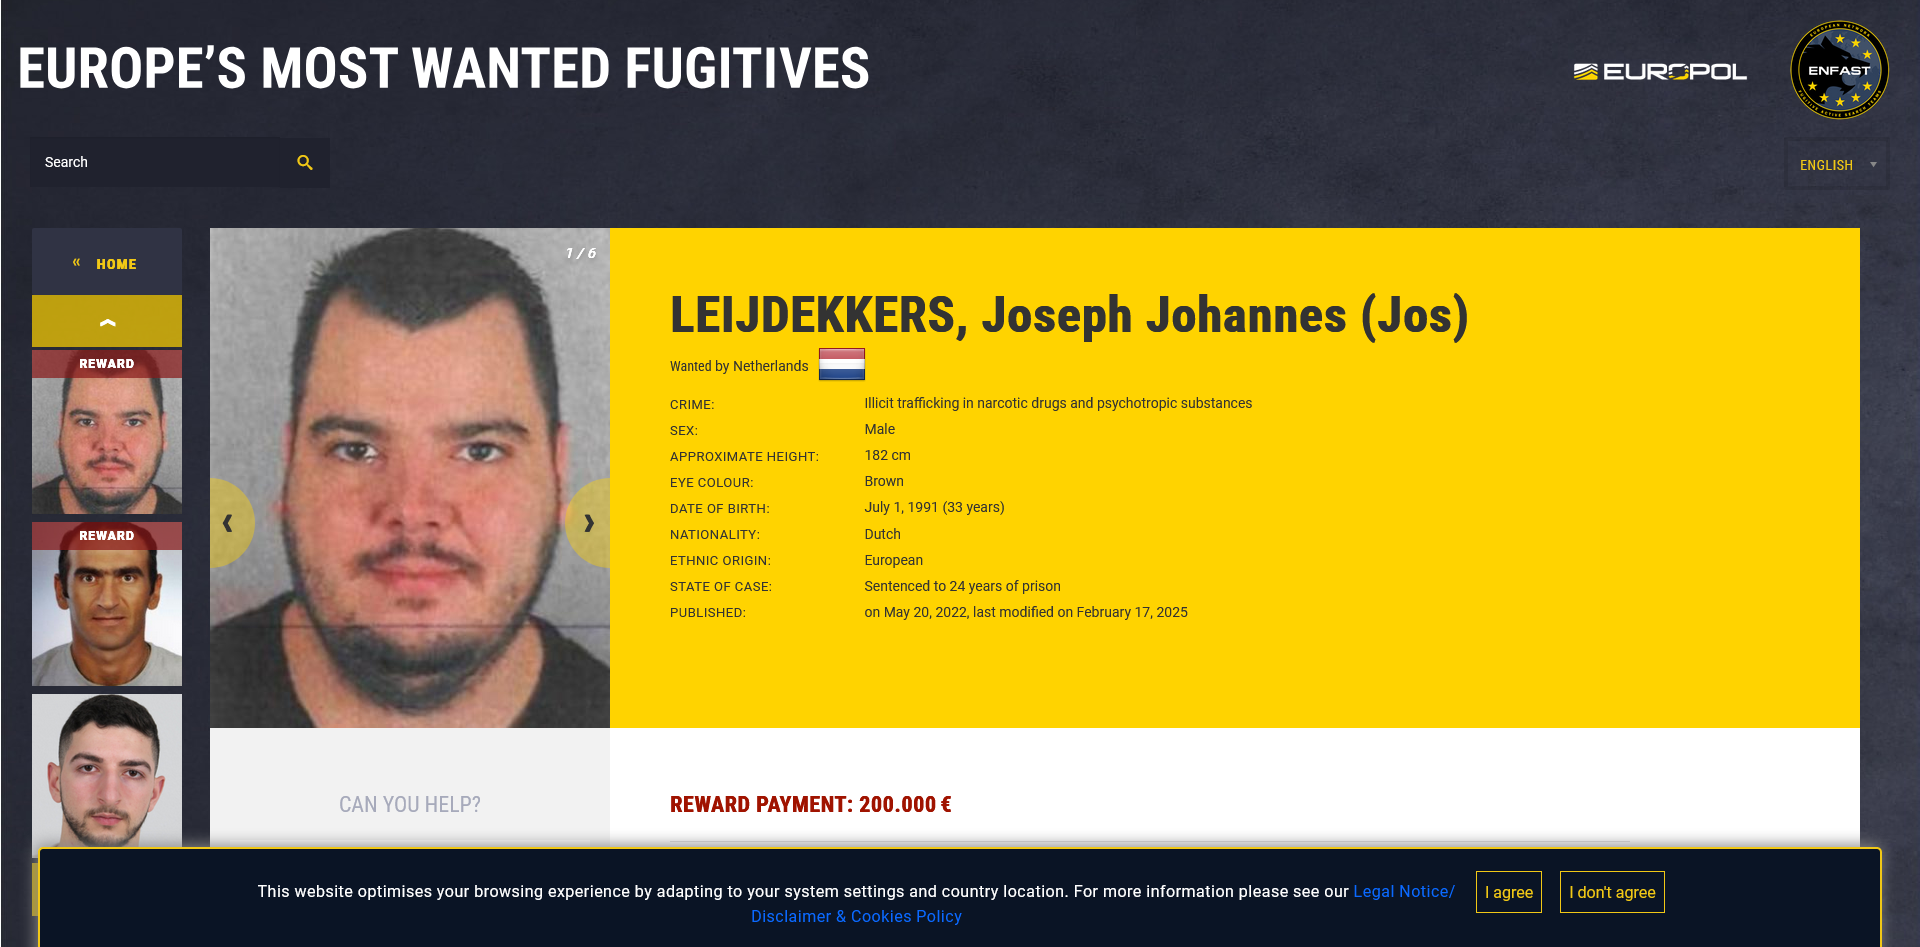 EUROPE’S MOST WANTED FUGITIVES
EUROPOL
ENFAST
Search
ENGLISH
« HOME
REWARD
REWARD
1 / 6
LEIJDEKKERS, Joseph Johannes (Jos)
Wanted by Netherlands
CRIME: Illicit trafficking in narcotic drugs and psychotropic substances
SEX: Male
APPROXIMATE HEIGHT: 182 cm
EYE COLOUR: Brown
DATE OF BIRTH: July 1, 1991 (33 years)
NATIONALITY: Dutch
ETHNIC ORIGIN: European
STATE OF CASE: Sentenced to 24 years of prison
PUBLISHED: on May 20, 2022, last modified on February 17, 2025
CAN YOU HELP?
REWARD PAYMENT: 200.000 €
This website optimises your browsing experience by adapting to your system settings and country location. For more information please see our Legal Notice/
Disclaimer & Cookies Policy
I agree
I don't agree